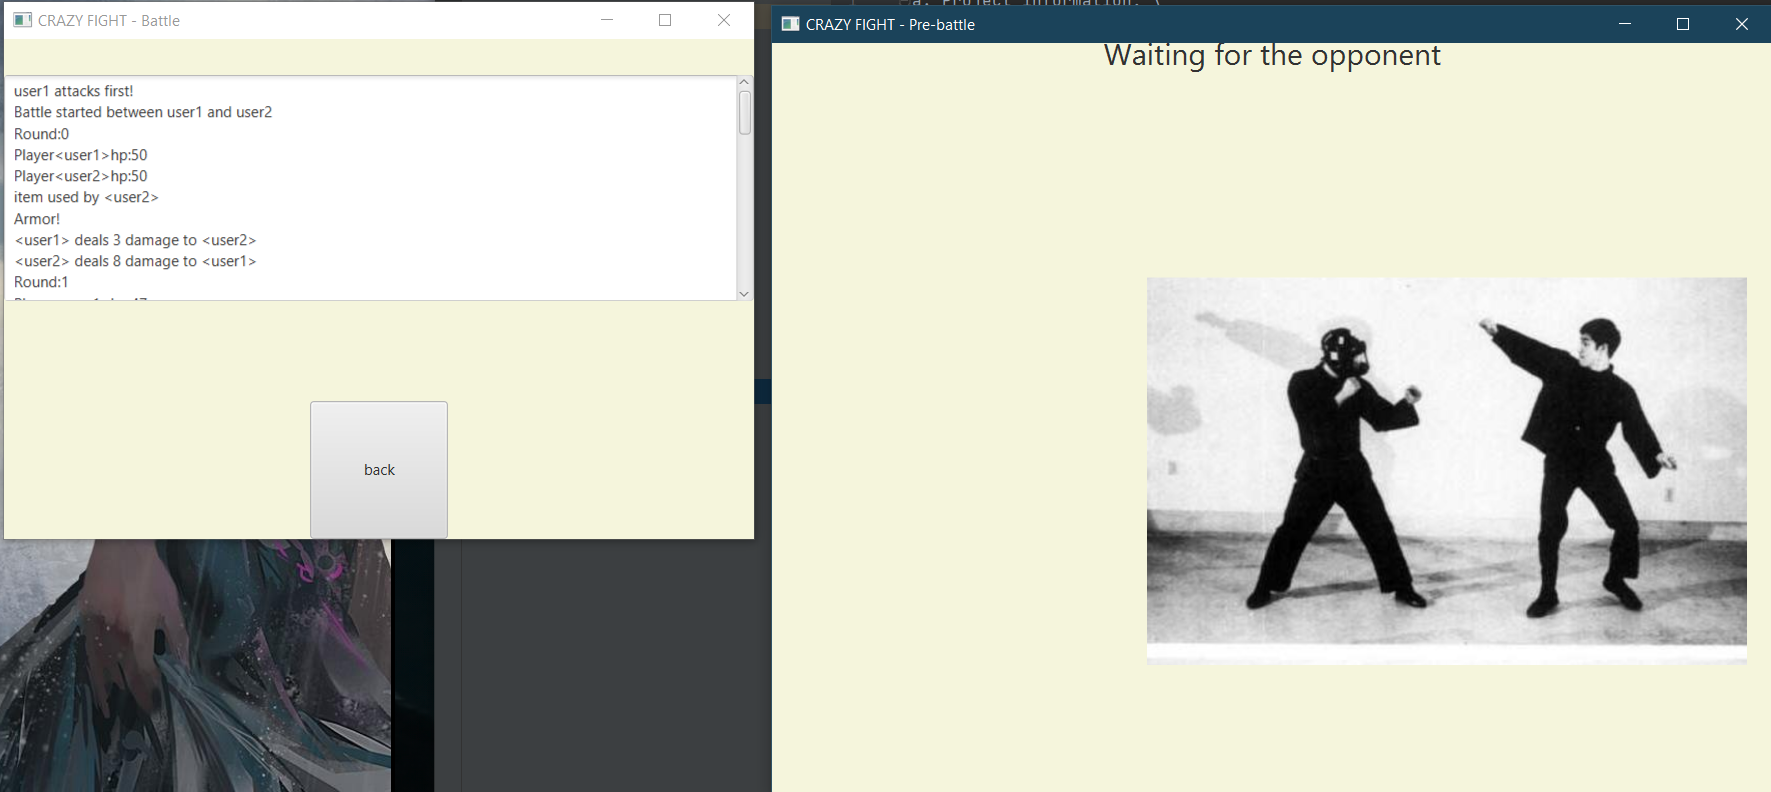 CRAZY FIGHT - Battle
user1 attacks first!
Battle started between user1 and user2
Round:0
Player<user1>hp:50
Player<user2>hp:50
item used by <user2>
Armor!
<user1> deals 3 damage to <user2>
<user2> deals 8 damage to <user1>
Round:1
back
CRAZY FIGHT - Pre-battle
Waiting for the opponent